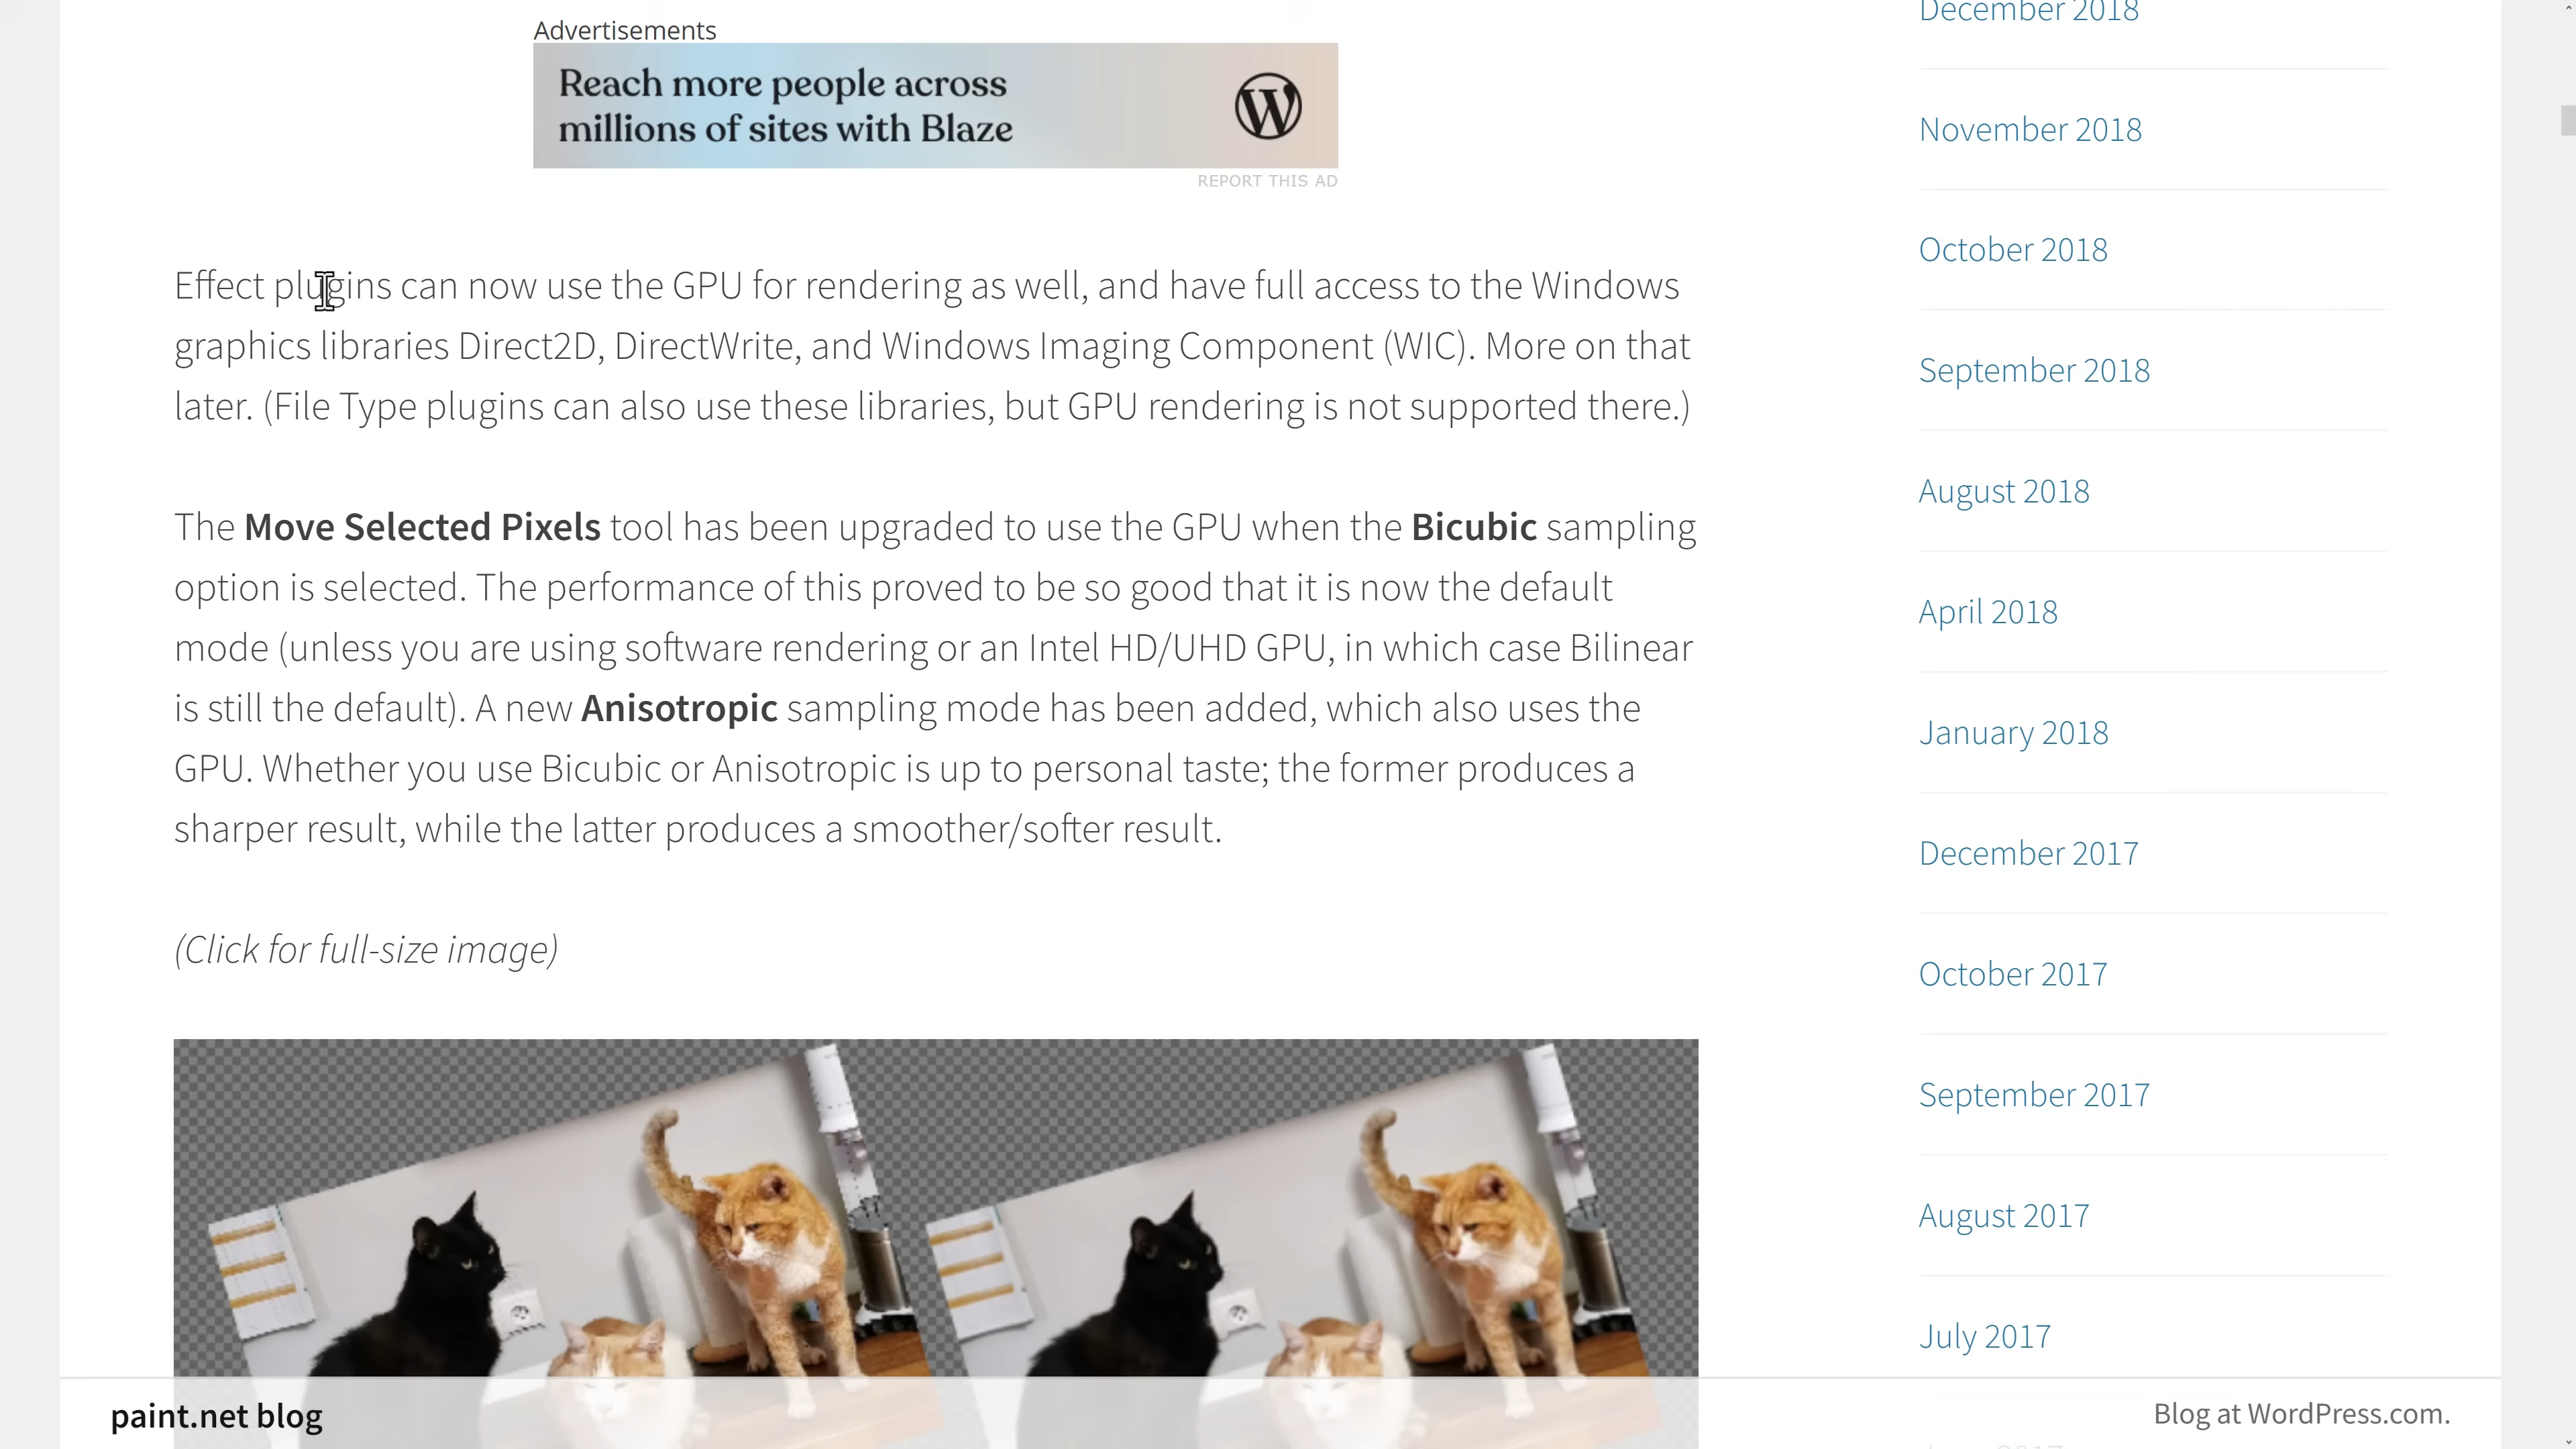 Advertisements
Reach more people across
millions of sites with Blaze
REPORT THIS AD
Effect plugins can now use the GPU for rendering as well, and have full access to the Windows
graphics libraries Direct2D, DirectWrite, and Windows Imaging Component (WIC). More on that
later. (File Type plugins can also use these libraries, but GPU rendering is not supported there.)
The Move Selected Pixels tool has been upgraded to use the GPU when the Bicubic sampling
option is selected. The performance of this proved to be so good that it is now the default
mode (unless you are using software rendering or an Intel HD/UHD GPU, in which case Bilinear
is still the default). A new Anisotropic sampling mode has been added, which also uses the
GPU. Whether you use Bicubic or Anisotropic is up to personal taste; the former produces a
sharper result, while the latter produces a smoother/softer result.
(Click for full-size image)
December 2018
November 2018
October 2018
September 2018
August 2018
April 2018
January 2018
December 2017
October 2017
September 2017
August 2017
July 2017
paint.net blog
Blog at WordPress.com.